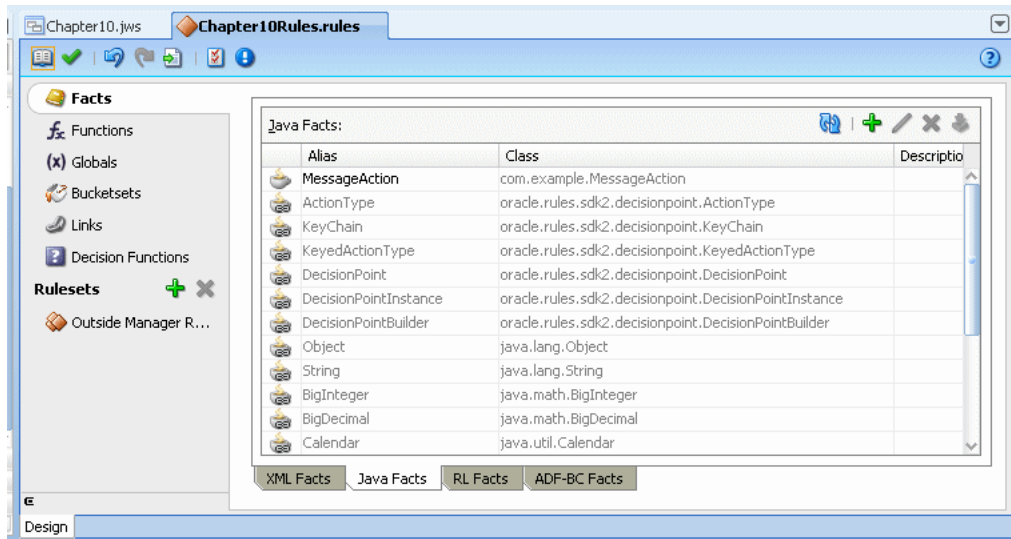 Chapter10.jws
Chapter10Rules.rules
Facts
Functions
Globals
Bucketsets
Links
Decision Functions
Rulesets
Outside Manager R...
Java Facts:
Alias Class Descriptio
MessageAction com.example.MessageAction
ActionType oracle.rules.sdk2.decisionpoint.ActionType
KeyChain oracle.rules.sdk2.decisionpoint.KeyChain
KeyedActionType oracle.rules.sdk2.decisionpoint.KeyedActionType
DecisionPoint oracle.rules.sdk2.decisionpoint.DecisionPoint
DecisionPointInstance oracle.rules.sdk2.decisionpoint.DecisionPointInstance
DecisionPointBuilder oracle.rules.sdk2.decisionpoint.DecisionPointBuilder
Object java.lang.Object
String java.lang.String
BigInteger java.math.BigInteger
BigDecimal java.math.BigDecimal
Calendar java.util.Calendar
XML Facts Java Facts RL Facts ADF-BC Facts
Design